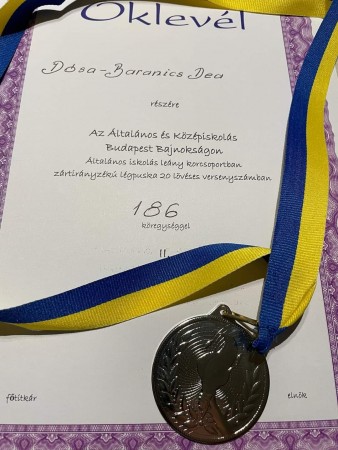 Oklevél
Dósa-Baranics Dea
részére
Az Általános és Középiskolás
Budapest Bajnokságon
Általános iskolás leány korcsoportban
zártirányzékú légpuska 20 lövéses versenyszámban
186
köregységgel
II.
főtitkár
elnök